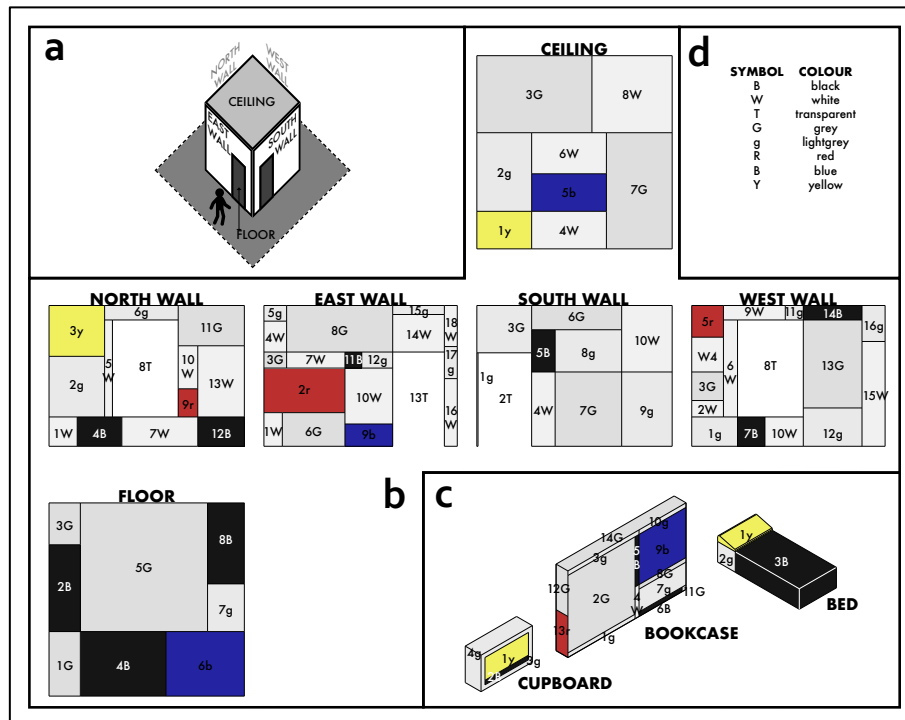 a
NORTH
WALL
WEST
WALL
CEILING
EAST
WALL
SOUTH
WALL
FLOOR
CEILING
3G
8W
6W
2g
5b
7G
1y
4W
d
SYMBOL COLOUR
B black
W white
T transparent
G grey
g lightgrey
R red
B blue
Y yellow
NORTH WALL
6g
3y
11G
5
W
8T
10
W
2g
13W
9r
1W
4B
7W
12B
EAST WALL
5g
15g
4W
8G
14W
18
W
3G
7W
11B
12g
17
g
2r
10W
13T
16
W
1W
6G
9b
SOUTH WALL
6G
3G
5B
8g
10W
1g
2T
4W
7G
9g
WEST WALL
5r
9W
11g
14B
16g
W4
6
W
8T
13G
3G
15W
2W
1g
7B
10W
12g
FLOOR
3G
8B
2B
5G
7g
1G
4B
6b
b
c
10g
14G
5
B
9b
3g
8G
12G
7g
11G
2G
4
W
6B
13r
1g
BOOKCASE
4g
1y
3g
2B
CUPBOARD
1y
2g
3B
BED